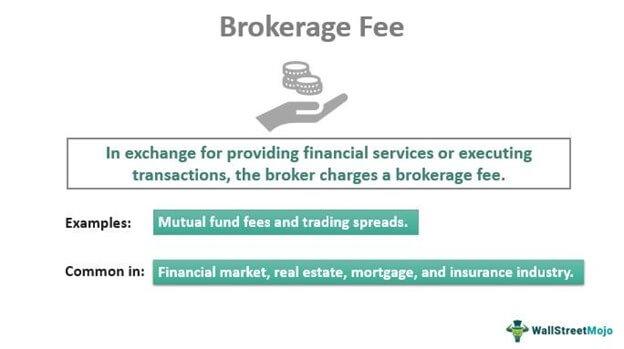 Brokerage Fee
In exchange for providing financial services or executing
transactions, the broker charges a brokerage fee.
Examples: Mutual fund fees and trading spreads.
Common in: Financial market, real estate, mortgage, and insurance industry.
WallStreetMojo